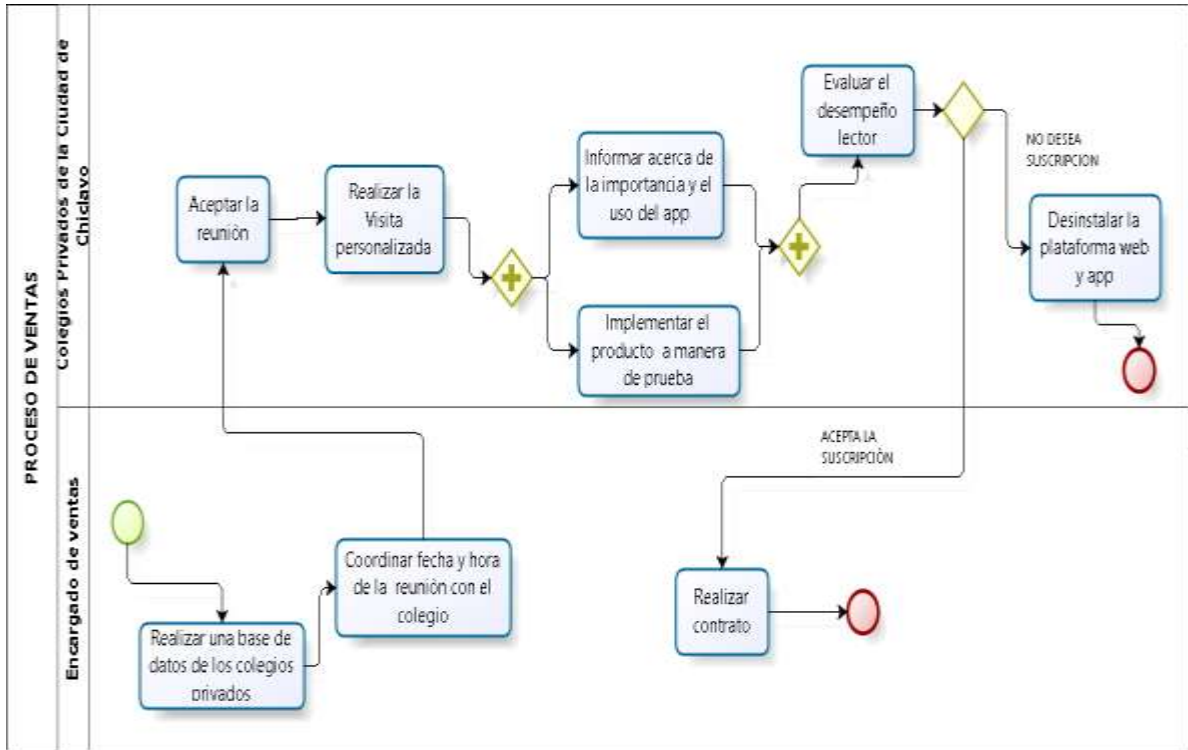 PROCESO DE VENTAS
Colegios Privados de la Ciudad de
Chiclayo
Evaluar el
desempeño
lector
NO DESEA
SUSCRIPCION
Informar acerca de
la importancia y el
uso del app
Realizar la
Visita
personalizada
Aceptar la
reuniòn
Desinstalar la
plataforma web
y app
Implementar el
producto a manera
de prueba
Encargado de ventas
ACEPTA LA
SUSCRIPCIÒN
Coordinar fecha y hora
de la reuniòn con el
colegio
Realizar
contrato
Realizar una base de
datos de los colegios
privados